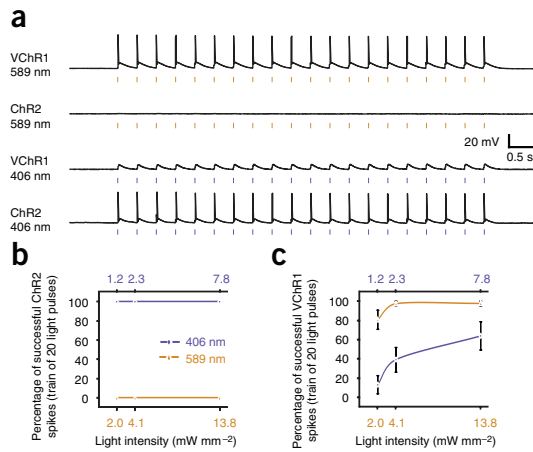 a
VChR1
589 nm
ChR2
589 nm
20 mV
0.5 s
VChR1
406 nm
ChR2
406 nm
b
1.2 2.3 7.8
Percentage of successful ChR2
spikes (train of 20 light pulses)
100
80
60
40
20
0
406 nm
589 nm
2.0 4.1 13.8
Light intensity (mW mm−2)
c
1.2 2.3 7.8
Percentage of successful VChR1
spikes (train of 20 light pulses)
100
80
60
40
20
0
2.0 4.1 13.8
Light intensity (mW mm−2)